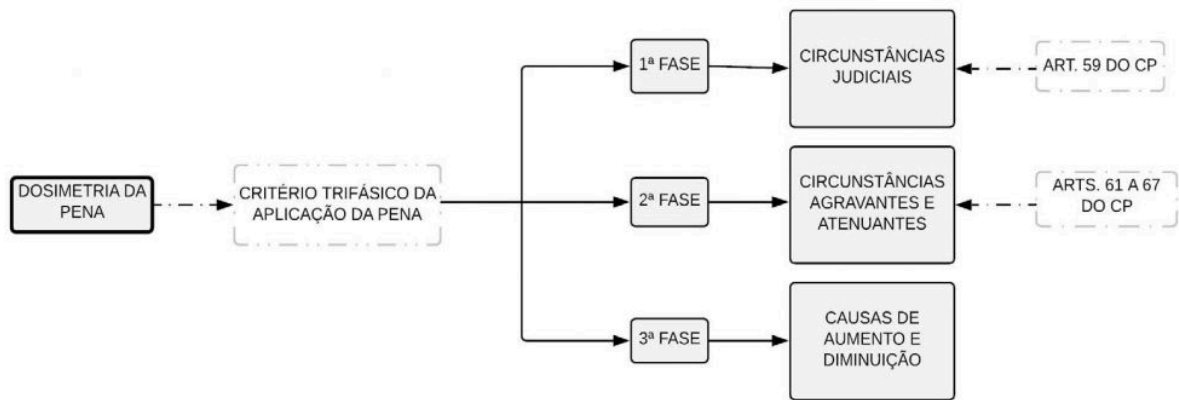 DOSIMETRIA DA
PENA
CRITÉRIO TRIFÁSICO DA
APLICAÇÃO DA PENA
1ª FASE
CIRCUNSTÂNCIAS
JUDICIAIS
ART. 59 DO CP
2ª FASE
CIRCUNSTÂNCIAS
AGRAVANTES E
ATENUANTES
ARTS. 61 A 67
DO CP
3ª FASE
CAUSAS DE
AUMENTO E
DIMINUIÇÃO